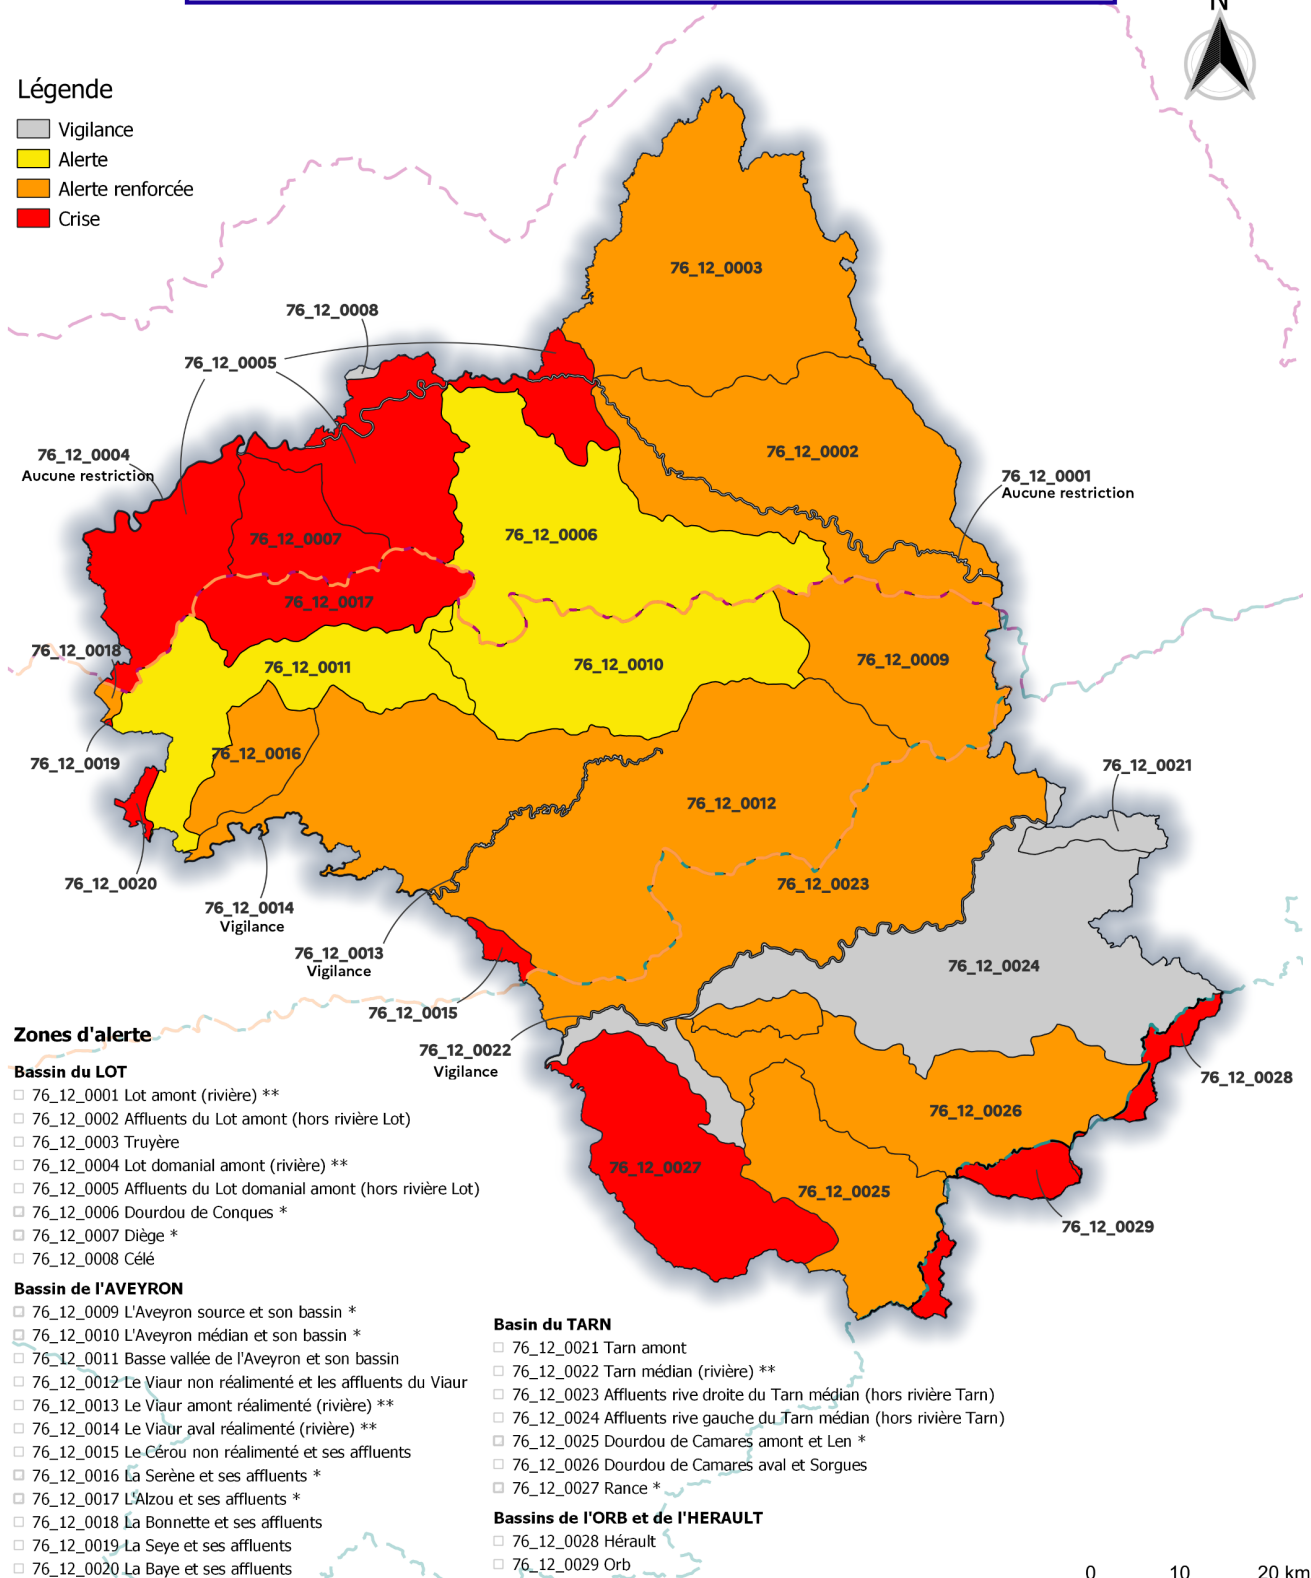 N
Légende
Vigilance
Alerte
Alerte renforcée
Crise
76_12_0003
76_12_0008
76_12_0005
76_12_0004
Aucune restriction
76_12_0002
76_12_0001
Aucune restriction
76_12_0007
76_12_0006
76_12_0017
76_12_0018
76_12_0011
76_12_0010
76_12_0009
76_12_0019
76_12_0016
76_12_0021
76_12_0012
76_12_0020
76_12_0023
76_12_0014
Vigilance
76_12_0013
Vigilance
76_12_0024
76_12_0015
76_12_0022
Vigilance
76_12_0028
76_12_0026
76_12_0027
76_12_0025
76_12_0029
Zones d'alerte
Bassin du LOT
76_12_0001 Lot amont (rivière) **
76_12_0002 Affluents du Lot amont (hors rivière Lot)
76_12_0003 Truyère
76_12_0004 Lot domanial amont (rivière) **
76_12_0005 Affluents du Lot domanial amont (hors rivière Lot)
76_12_0006 Dourdou de Conques *
76_12_0007 Diège *
76_12_0008 Célé
Bassin de l'AVEYRON
76_12_0009 L'Aveyron source et son bassin *
76_12_0010 L'Aveyron médian et son bassin *
76_12_0011 Basse vallée de l'Aveyron et son bassin
76_12_0012 Le Viaur non réalimenté et les affluents du Viaur
76_12_0013 Le Viaur amont réalimenté (rivière) **
76_12_0014 Le Viaur aval réalimenté (rivière) **
76_12_0015 Le Cérou non réalimenté et ses affluents
76_12_0016 La Serène et ses affluents *
76_12_0017 L'Alzou et ses affluents *
76_12_0018 La Bonnette et ses affluents
76_12_0019 La Seye et ses affluents
76_12_0020 La Baye et ses affluents
Basin du TARN
76_12_0021 Tarn amont
76_12_0022 Tarn médian (rivière) **
76_12_0023 Affluents rive droite du Tarn médian (hors rivière Tarn)
76_12_0024 Affluents rive gauche du Tarn médian (hors rivière Tarn)
76_12_0025 Dourdou de Camares amont et Len *
76_12_0026 Dourdou de Camares aval et Sorgues
76_12_0027 Rance *
Bassins de l'ORB et de l'HERAULT
76_12_0028 Hérault
76_12_0029 Orb
0 10 20 km